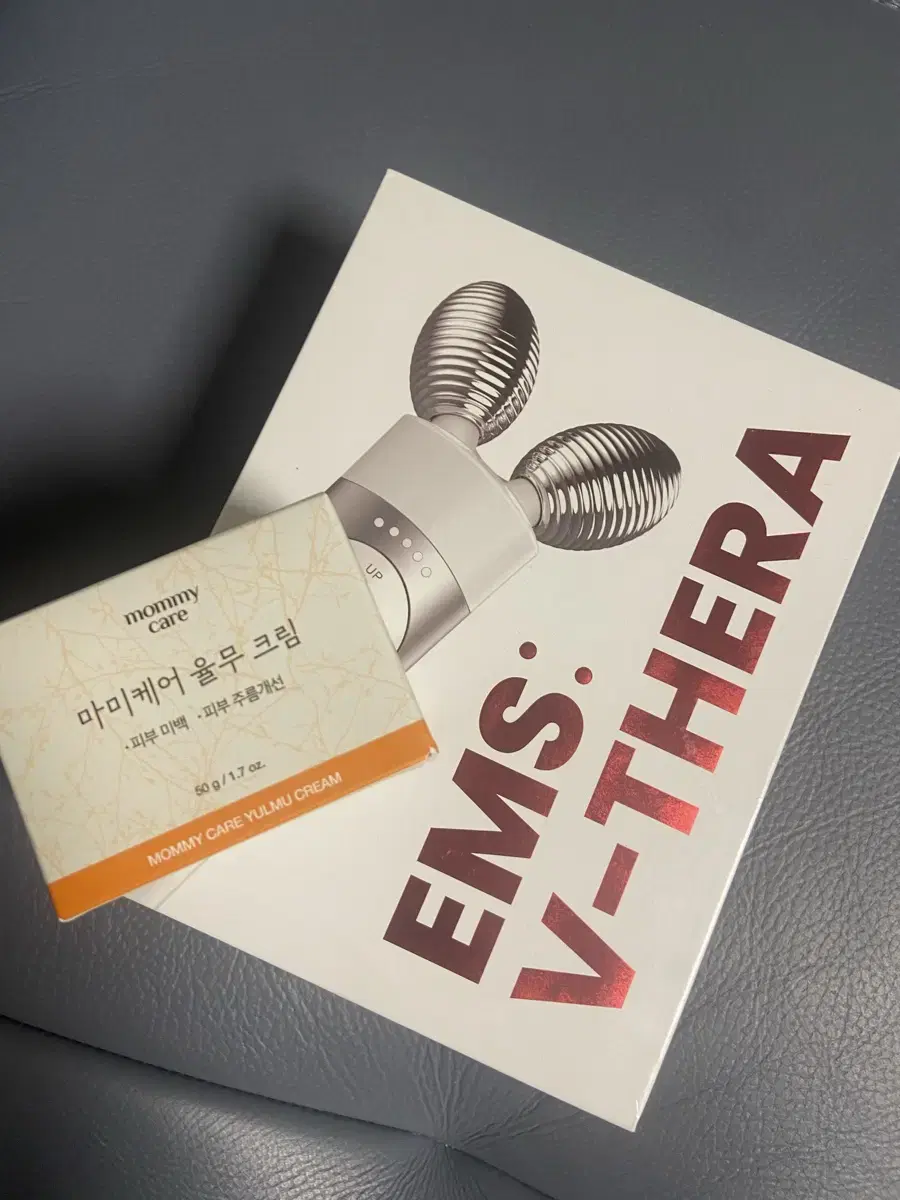 mommy
care
마미케어 율무 크림
·피부 미백 ·피부 주름개선
50 g / 1.7 oz.
MOMMY CARE YULMU CREAM
UP
EMS:
V-THERA